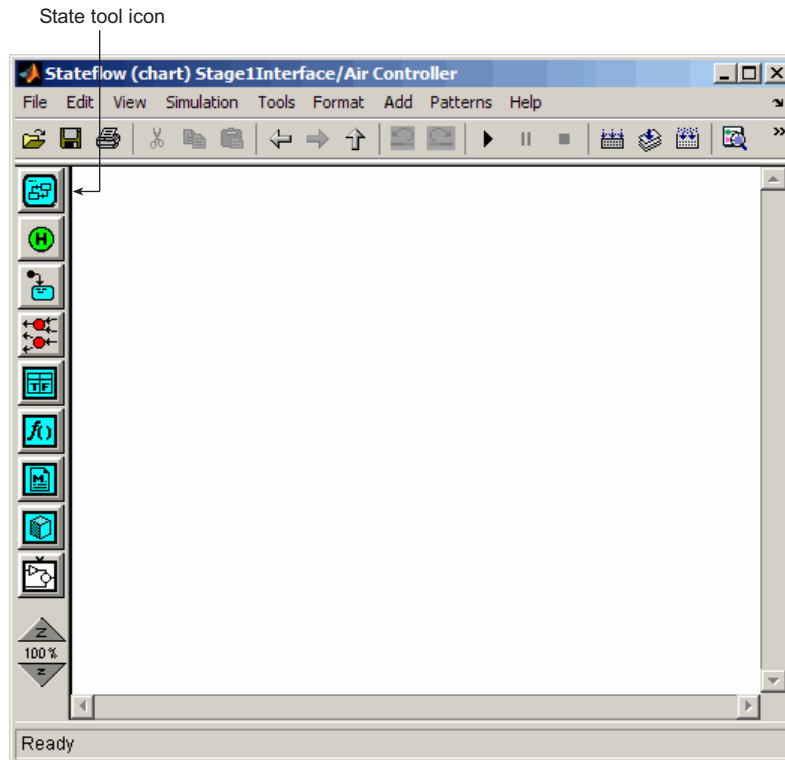 State tool icon
Stateflow (chart) Stage1Interface/Air Controller
File Edit View Simulation Tools Format Add Patterns Help
H
TF
f()
M
Z
100%
z
Ready